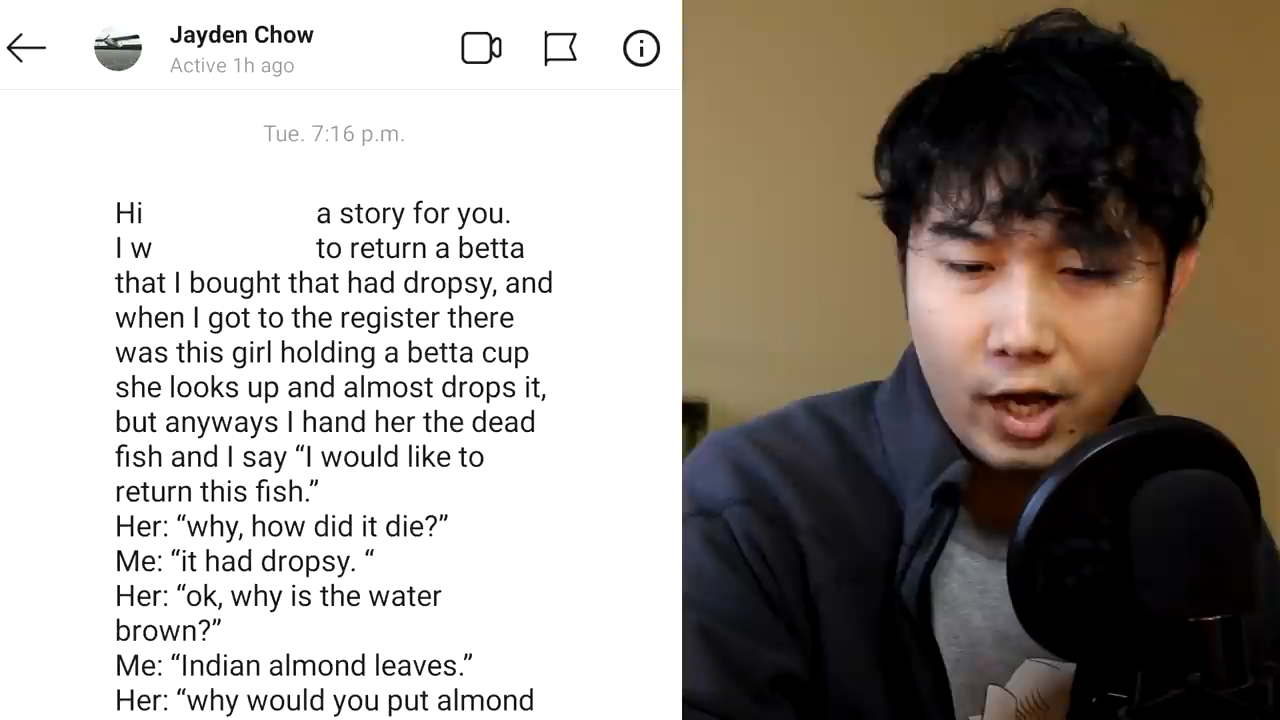 Jayden Chow
Active 1h ago
Tue. 7:16 p.m.
Hi a story for you.
I w to return a betta
that I bought that had dropsy, and
when I got to the register there
was this girl holding a betta cup
she looks up and almost drops it,
but anyways I hand her the dead
fish and I say “I would like to
return this fish.”
Her: “why, how did it die?”
Me: “it had dropsy. “
Her: “ok, why is the water
brown?”
Me: “Indian almond leaves.”
Her: “why would you put almond